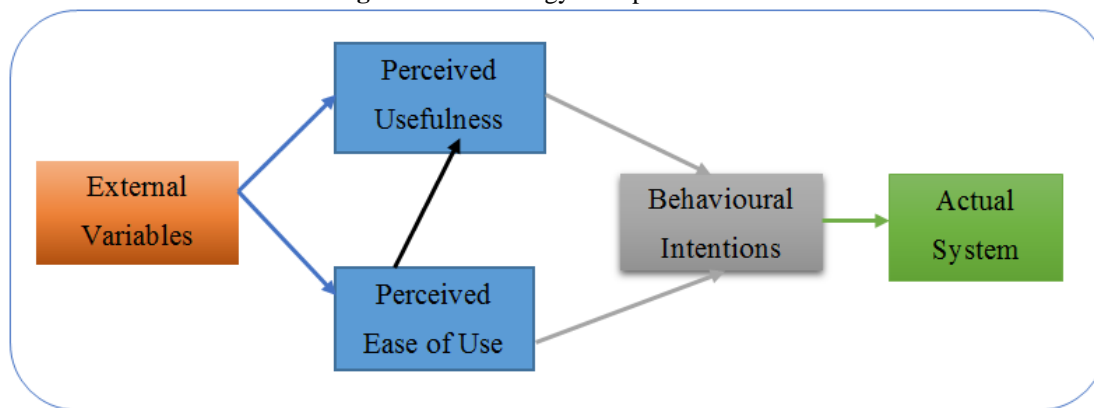 Perceived
Usefulness
External
Variables
Behavioural
Intentions
Actual
System
Perceived
Ease of Use